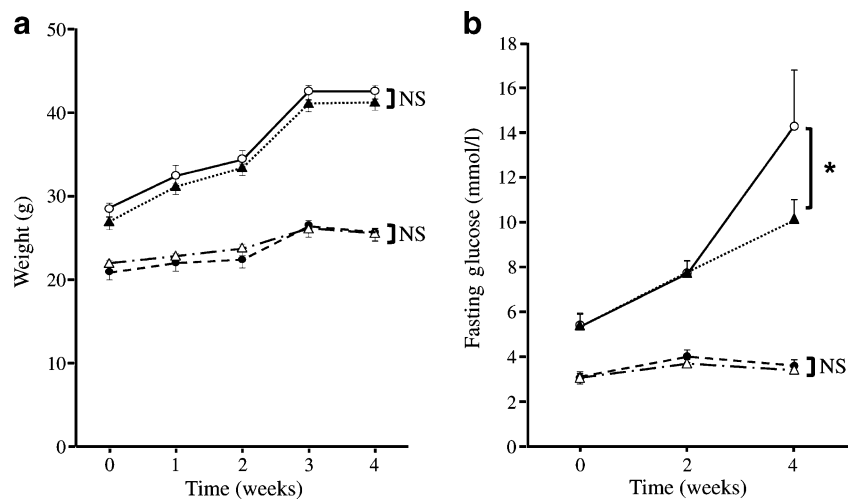 a
50
40
30
20
10
0
Weight (g)
NS
NS
0 1 2 3 4
Time (weeks)
b
18
16
14
12
10
8
6
4
2
0
Fasting glucose (mmol/l)
*
NS
0 2 4
Time (weeks)